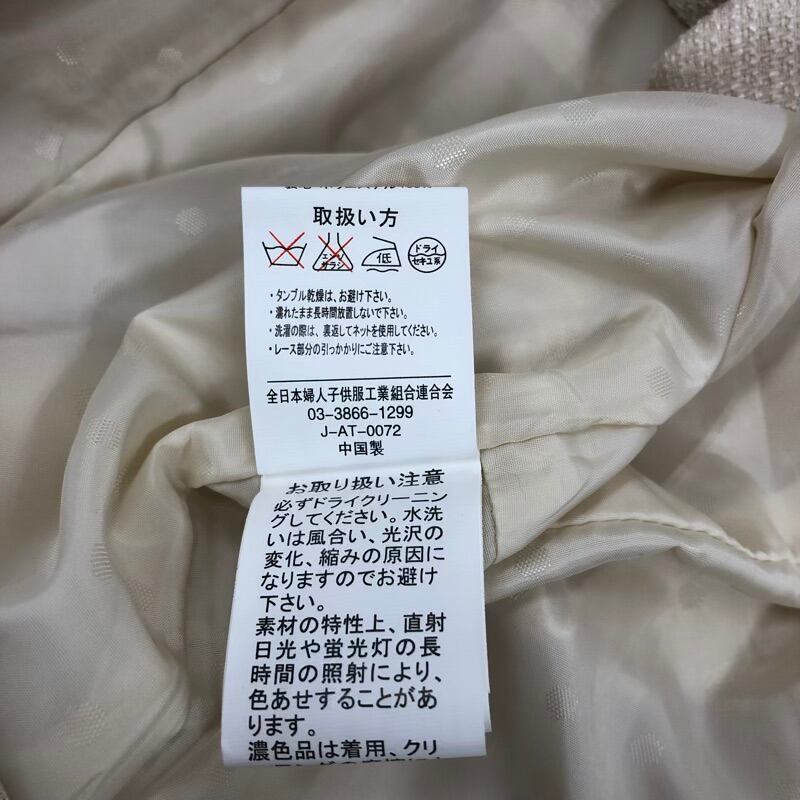 取扱い方
エンソ
サラシ
低
ドライ
セキユ系
・タンブル乾燥は、お避け下さい。
・濡れたまま長時間放置しないで下さい。
・洗濯の際は、裏返してネットを使用してください。
・レース部分の引っかかりにご注意下さい。
全日本婦人子供服工業組合連合会
03-3866-1299
J-AT-0072
中国製
お取り扱い注意
必ずドライクリーニン
グしてください。水洗
いは風合い、光沢の
変化、縮みの原因に
なりますのでお避け
下さい。
素材の特性上、直射
日光や蛍光灯の長
時間の照射により、
色あせすることがあ
ります。
濃色品は着用、クリ